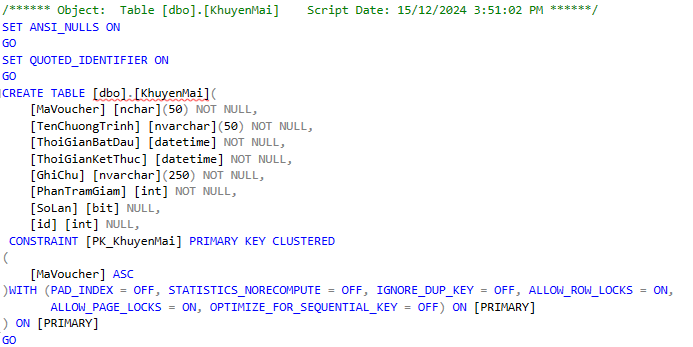 /****** Object:  Table [dbo].[KhuyenMai]    Script Date: 15/12/2024 3:51:02 PM ******/
SET ANSI_NULLS ON
GO
SET QUOTED_IDENTIFIER ON
GO
CREATE TABLE [dbo].[KhuyenMai](
    [MaVoucher] [nchar](50) NOT NULL,
    [TenChuongTrinh] [nvarchar](50) NOT NULL,
    [ThoiGianBatDau] [datetime] NOT NULL,
    [ThoiGianKetThuc] [datetime] NOT NULL,
    [GhiChu] [nvarchar](250) NOT NULL,
    [PhanTramGiam] [int] NOT NULL,
    [SoLan] [bit] NULL,
    [id] [int] NULL,
 CONSTRAINT [PK_KhuyenMai] PRIMARY KEY CLUSTERED
(
    [MaVoucher] ASC
)WITH (PAD_INDEX = OFF, STATISTICS_NORECOMPUTE = OFF, IGNORE_DUP_KEY = OFF, ALLOW_ROW_LOCKS = ON,
       ALLOW_PAGE_LOCKS = ON, OPTIMIZE_FOR_SEQUENTIAL_KEY = OFF) ON [PRIMARY]
) ON [PRIMARY]
GO